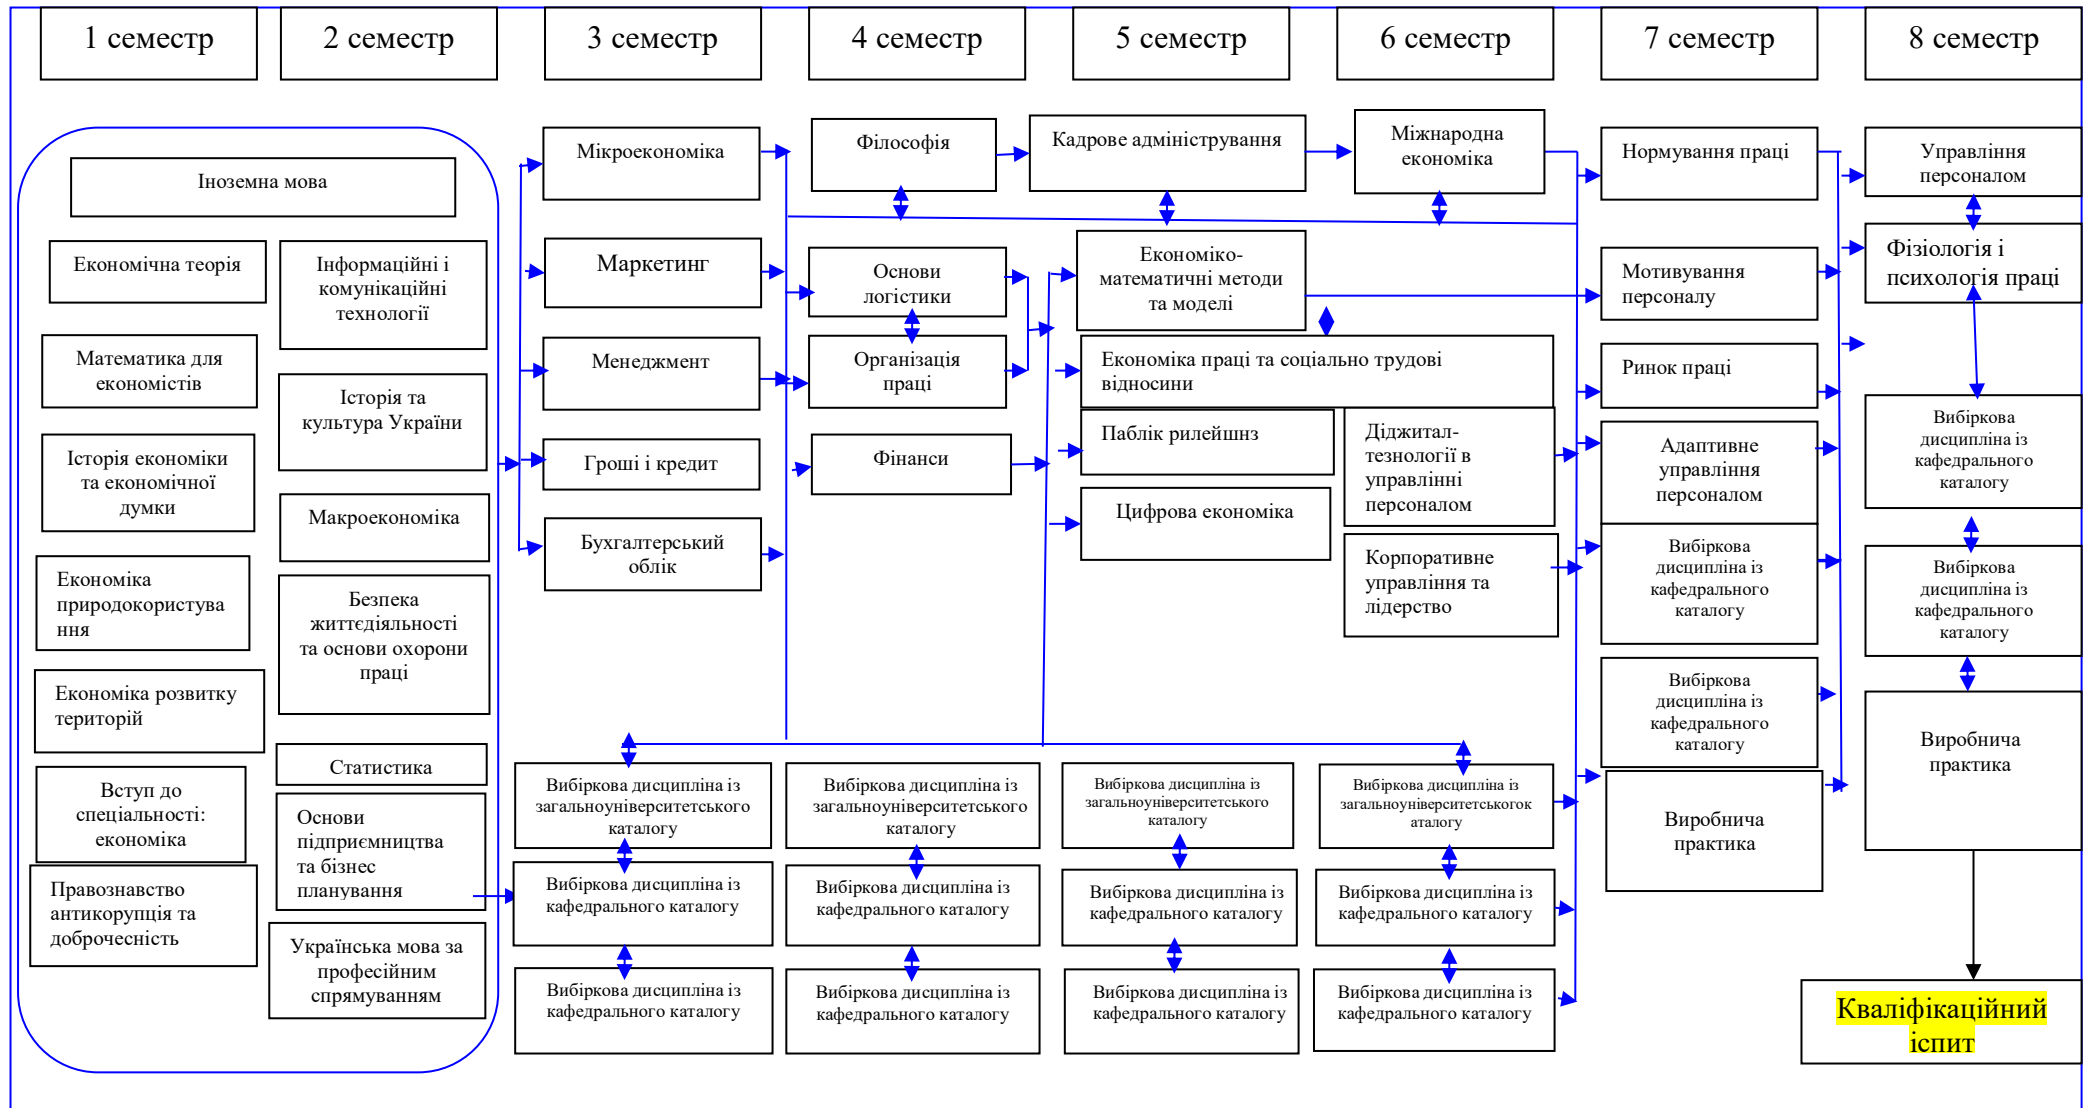 1 семестр
2 семестр
3 семестр
4 семестр
5 семестр
6 семестр
7 семестр
8 семестр
Іноземна мова
Економічна теорія
Математика для
економістів
Історія економіки
та економічної
думки
Економіка
природокористува
ння
Економіка розвитку
територій
Вступ до
спеціальності:
економіка
Правознавство
антикорупція та
доброчесність
Інформаційні і
комунікаційні
технології
Історія та
культура України
Макроекономіка
Безпека
життєдіяльності
та основи охорони
праці
Статистика
Основи
підприємництва
та бізнес
планування
Українська мова за
професійним
спрямуванням
Мікроекономіка
Маркетинг
Менеджмент
Гроші і кредит
Бухгалтерський
облік
Вибіркова дисципліна із
загальноуніверситетського
каталогу
Вибіркова дисципліна із
кафедрального каталогу
Вибіркова дисципліна із
кафедрального каталогу
Філософія
Основи
логістики
Організація
праці
Фінанси
Вибіркова дисципліна із
загальноуніверситетського
каталогу
Вибіркова дисципліна із
кафедрального каталогу
Вибіркова дисципліна із
кафедрального каталогу
Кадрове адміністрування
Економіко-
математичні методи
та моделі
Економіка праці та соціально трудові
відносини
Паблік рилейшнз
Цифрова економіка
Вибіркова дисципліна із
загальноуніверситетського
каталогу
Вибіркова дисципліна із
кафедрального каталогу
Вибіркова дисципліна із
кафедрального каталогу
Міжнародна
економіка
Діджитал-
тезнології в
управлінні
персоналом
Корпоративне
управління та
лідерство
Вибіркова дисципліна із
загальноуніверситетськогок
аталогу
Вибіркова дисципліна із
кафедрального каталогу
Вибіркова дисципліна із
кафедрального каталогу
Нормування праці
Мотивування
персоналу
Ринок праці
Адаптивне
управління
персоналом
Вибіркова
дисципліна із
кафедрального
каталогу
Вибіркова
дисципліна із
кафедрального
каталогу
Виробнича
практика
Управління
персоналом
Фізіологія і
психологія праці
Вибіркова
дисципліна із
кафедрального
каталогу
Вибіркова
дисципліна із
кафедрального
каталогу
Виробнича
практика
Кваліфікаційний
іспит